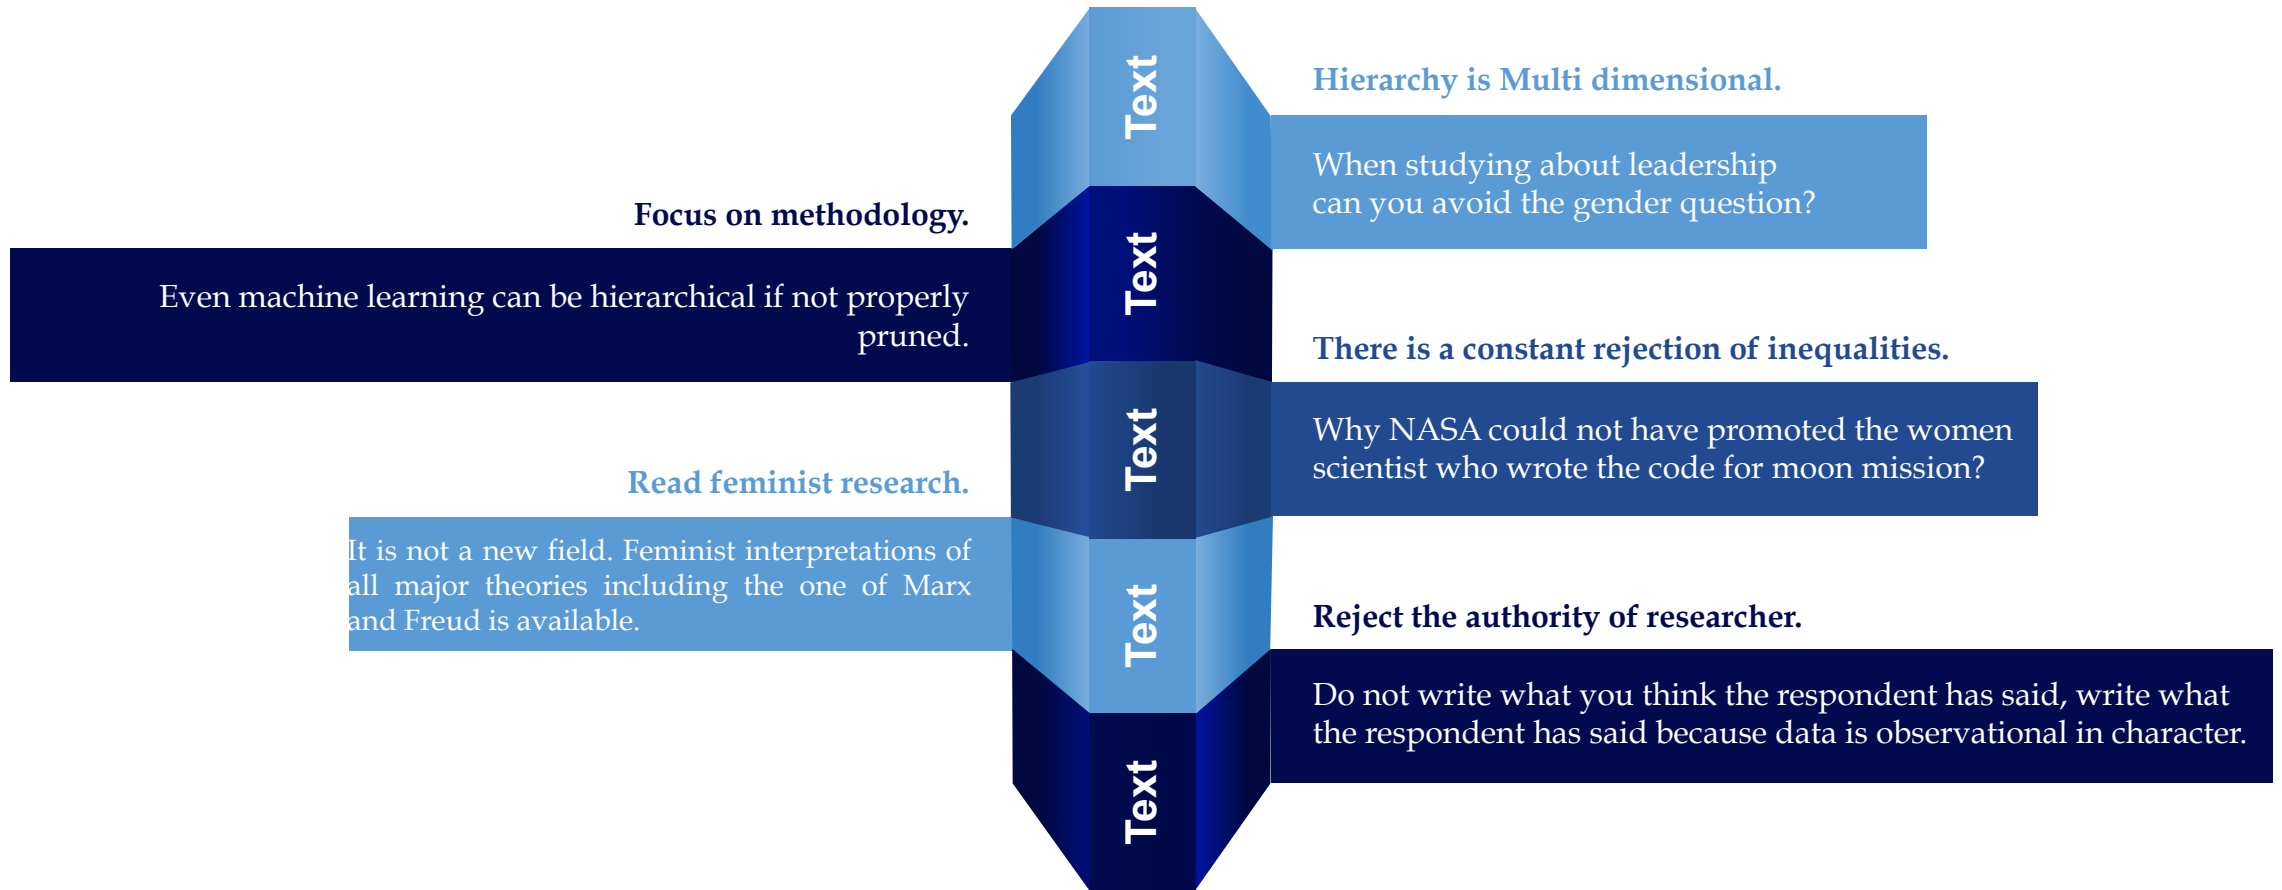 Text
Hierarchy is Multi dimensional.
When studying about leadership
can you avoid the gender question?
Text
Focus on methodology.
Even machine learning can be hierarchical if not properly
pruned.
Text
There is a constant rejection of inequalities.
Why NASA could not have promoted the women
scientist who wrote the code for moon mission?
Text
Read feminist research.
It is not a new field. Feminist interpretations of
all major theories including the one of Marx
and Freud is available.
Text
Reject the authority of researcher.
Do not write what you think the respondent has said, write what
the respondent has said because data is observational in character.